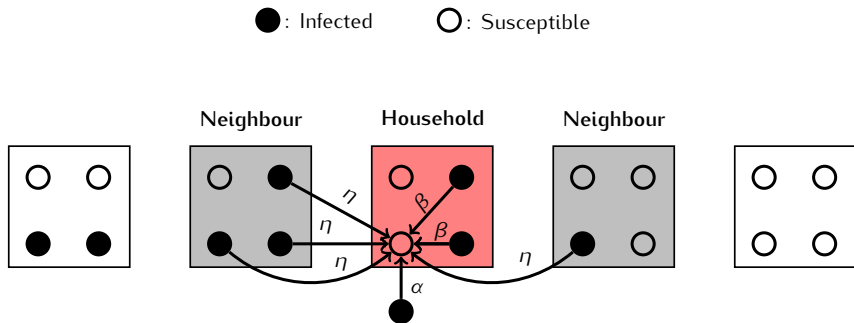 : Infected : Susceptible
Neighbour Household Neighbour
η β
η β
η η
α